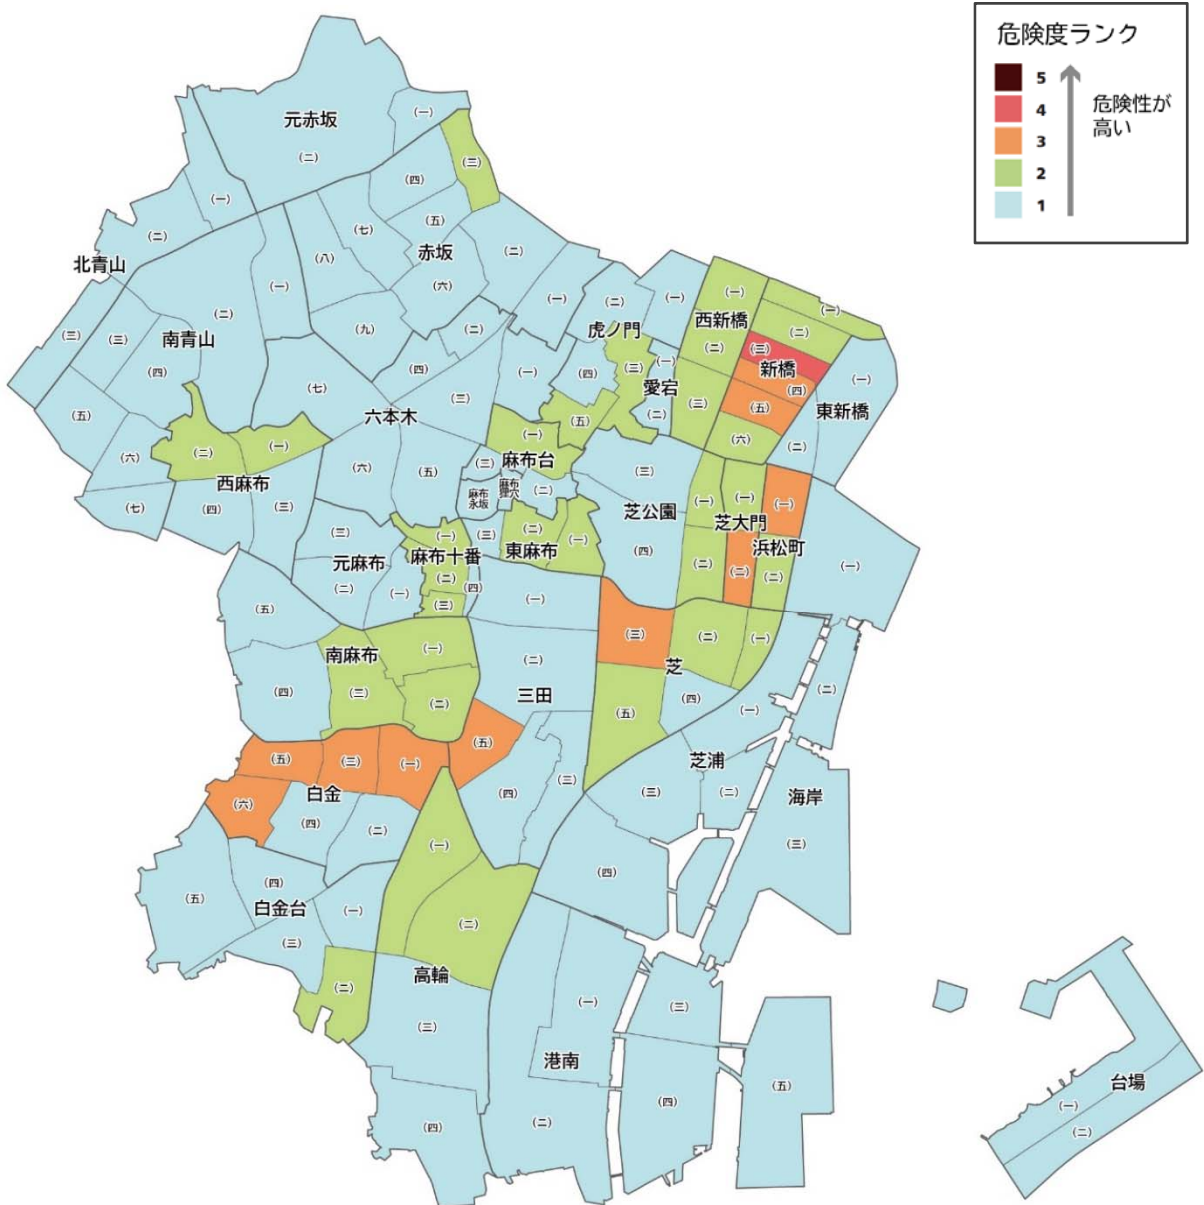 危険度ランク
5
4
3
2
1
危険性が
高い
元赤坂
(一)
(二)
(三)
(四)
(五)
赤坂
(六)
(七)
(八)
(九)
(二)
(一)
北青山
(一)
(二)
(三)
南青山
(一)
(二)
(三)
(四)
(五)
(六)
(七)
六本木
(一)
(二)
(三)
(四)
(五)
(六)
(七)
(三)
虎ノ門
(一)
(二)
(三)
(四)
(五)
愛宕
(一)
(二)
西新橋
(一)
(二)
(三)
新橋
(一)
(二)
(三)
(四)
(五)
(六)
東新橋
(一)
(二)
西麻布
(一)
(二)
(三)
(四)
麻布台
(一)
(二)
(三)
麻布
永坂
麻布
狸穴
東麻布
(一)
(二)
(三)
芝公園
(一)
(二)
(三)
(四)
芝大門
(一)
(二)
浜松町
(一)
(二)
元麻布
(一)
(二)
(三)
麻布十番
(一)
(二)
(三)
(四)
南麻布
(一)
(二)
(三)
(四)
(五)
三田
(一)
(二)
(三)
(四)
(五)
芝
(一)
(二)
(三)
(四)
(五)
芝浦
(一)
(二)
(三)
(四)
海岸
(一)
(二)
(三)
白金
(一)
(二)
(三)
(四)
(五)
(六)
白金台
(一)
(二)
(三)
(四)
(五)
高輪
(一)
(二)
(三)
(四)
港南
(一)
(二)
(三)
(四)
(五)
台場
(一)
(二)